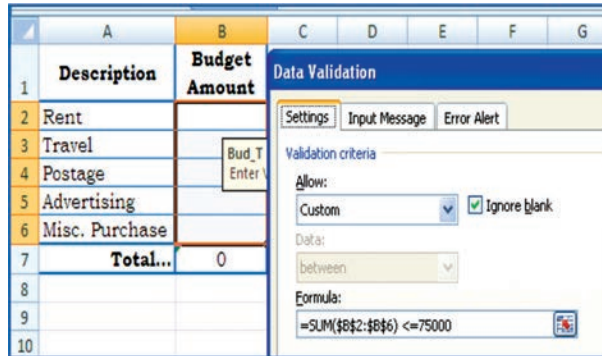 A B C D E F G
1 Description Budget Amount
2 Rent
3 Travel
4 Postage
5 Advertising
6 Misc. Purchase
7 Total... 0
8
9
10
Bud_T
Enter
Data Validation
Settings Input Message Error Alert
Validation criteria
Allow:
Custom Ignore blank
Data:
between
Formula:
=SUM($B$2:$B$6) <=75000